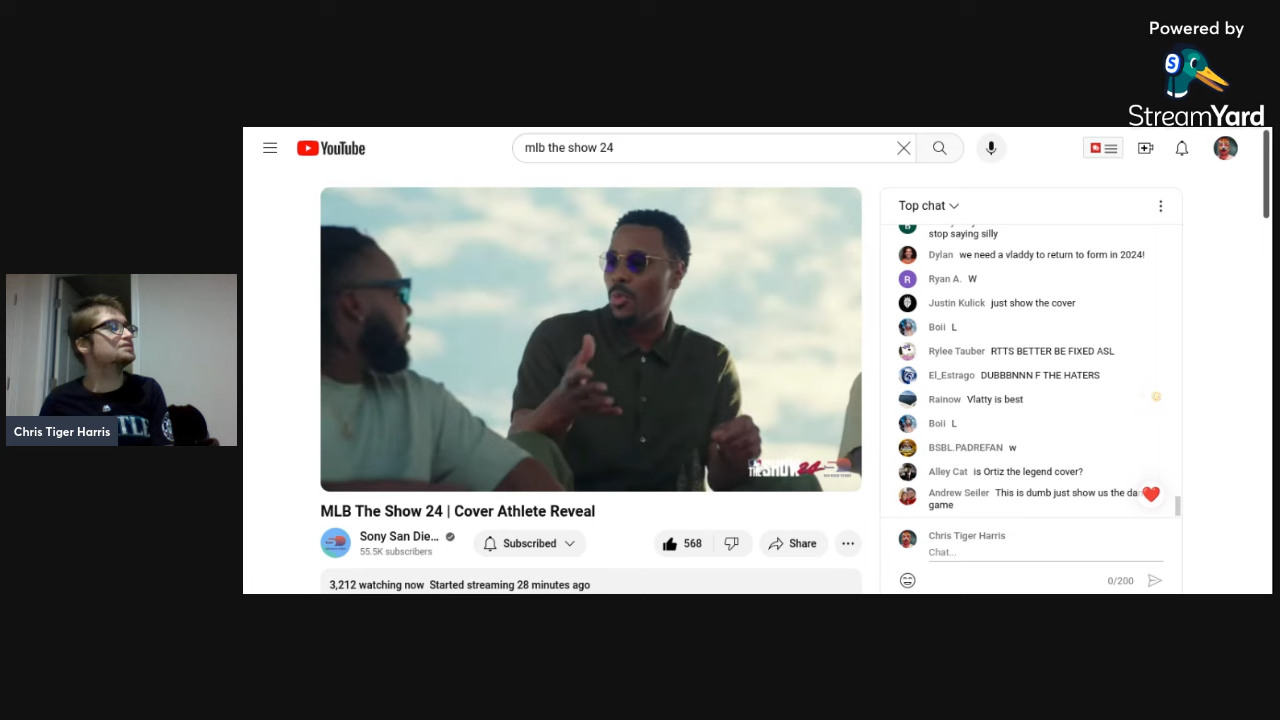 Powered by
StreamYard
YouTube
mlb the show 24
Top chat
stop saying silly
Dylan we need a vladdy to return to form in 2024!
R
Ryan A. W
Justin Kulick just show the cover
Boii L
Rylee Tauber RTTS BETTER BE FIXED ASL
El_Estrago DUBBBNNN F THE HATERS
Rainow Vlatty is best
Boii L
BSBL.PADREFAN w
Alley Cat is Ortiz the legend cover?
Andrew Seiler This is dumb just show us the da
game
Chris Tiger Harris
Chat...
0/200
THE SHOW 24
TLE
Chris Tiger Harris
MLB The Show 24 | Cover Athlete Reveal
Sony San Die...
55.5K subscribers
Subscribed
568
Share
3,212 watching now Started streaming 28 minutes ago